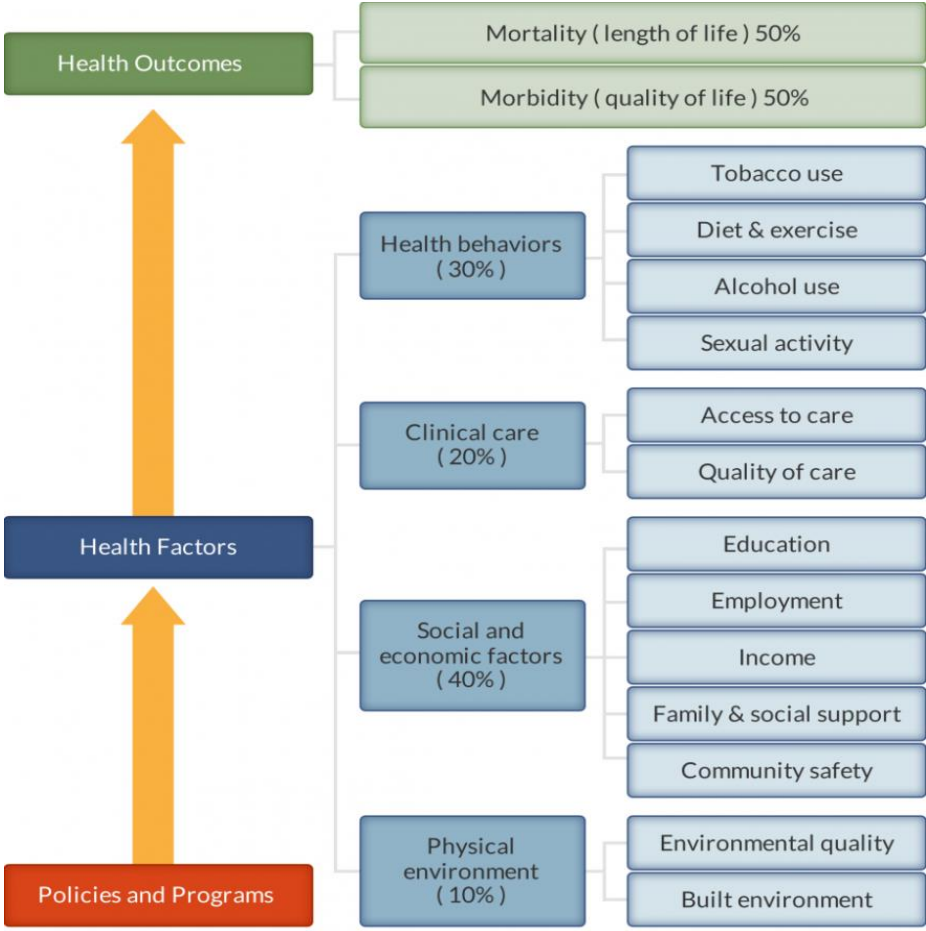 Health Outcomes
Mortality ( length of life ) 50%
Morbidity ( quality of life ) 50%
Health Factors
Health behaviors
( 30% )
Tobacco use
Diet & exercise
Alcohol use
Sexual activity
Clinical care
( 20% )
Access to care
Quality of care
Social and
economic factors
( 40% )
Education
Employment
Income
Family & social support
Community safety
Physical
environment
( 10% )
Environmental quality
Built environment
Policies and Programs